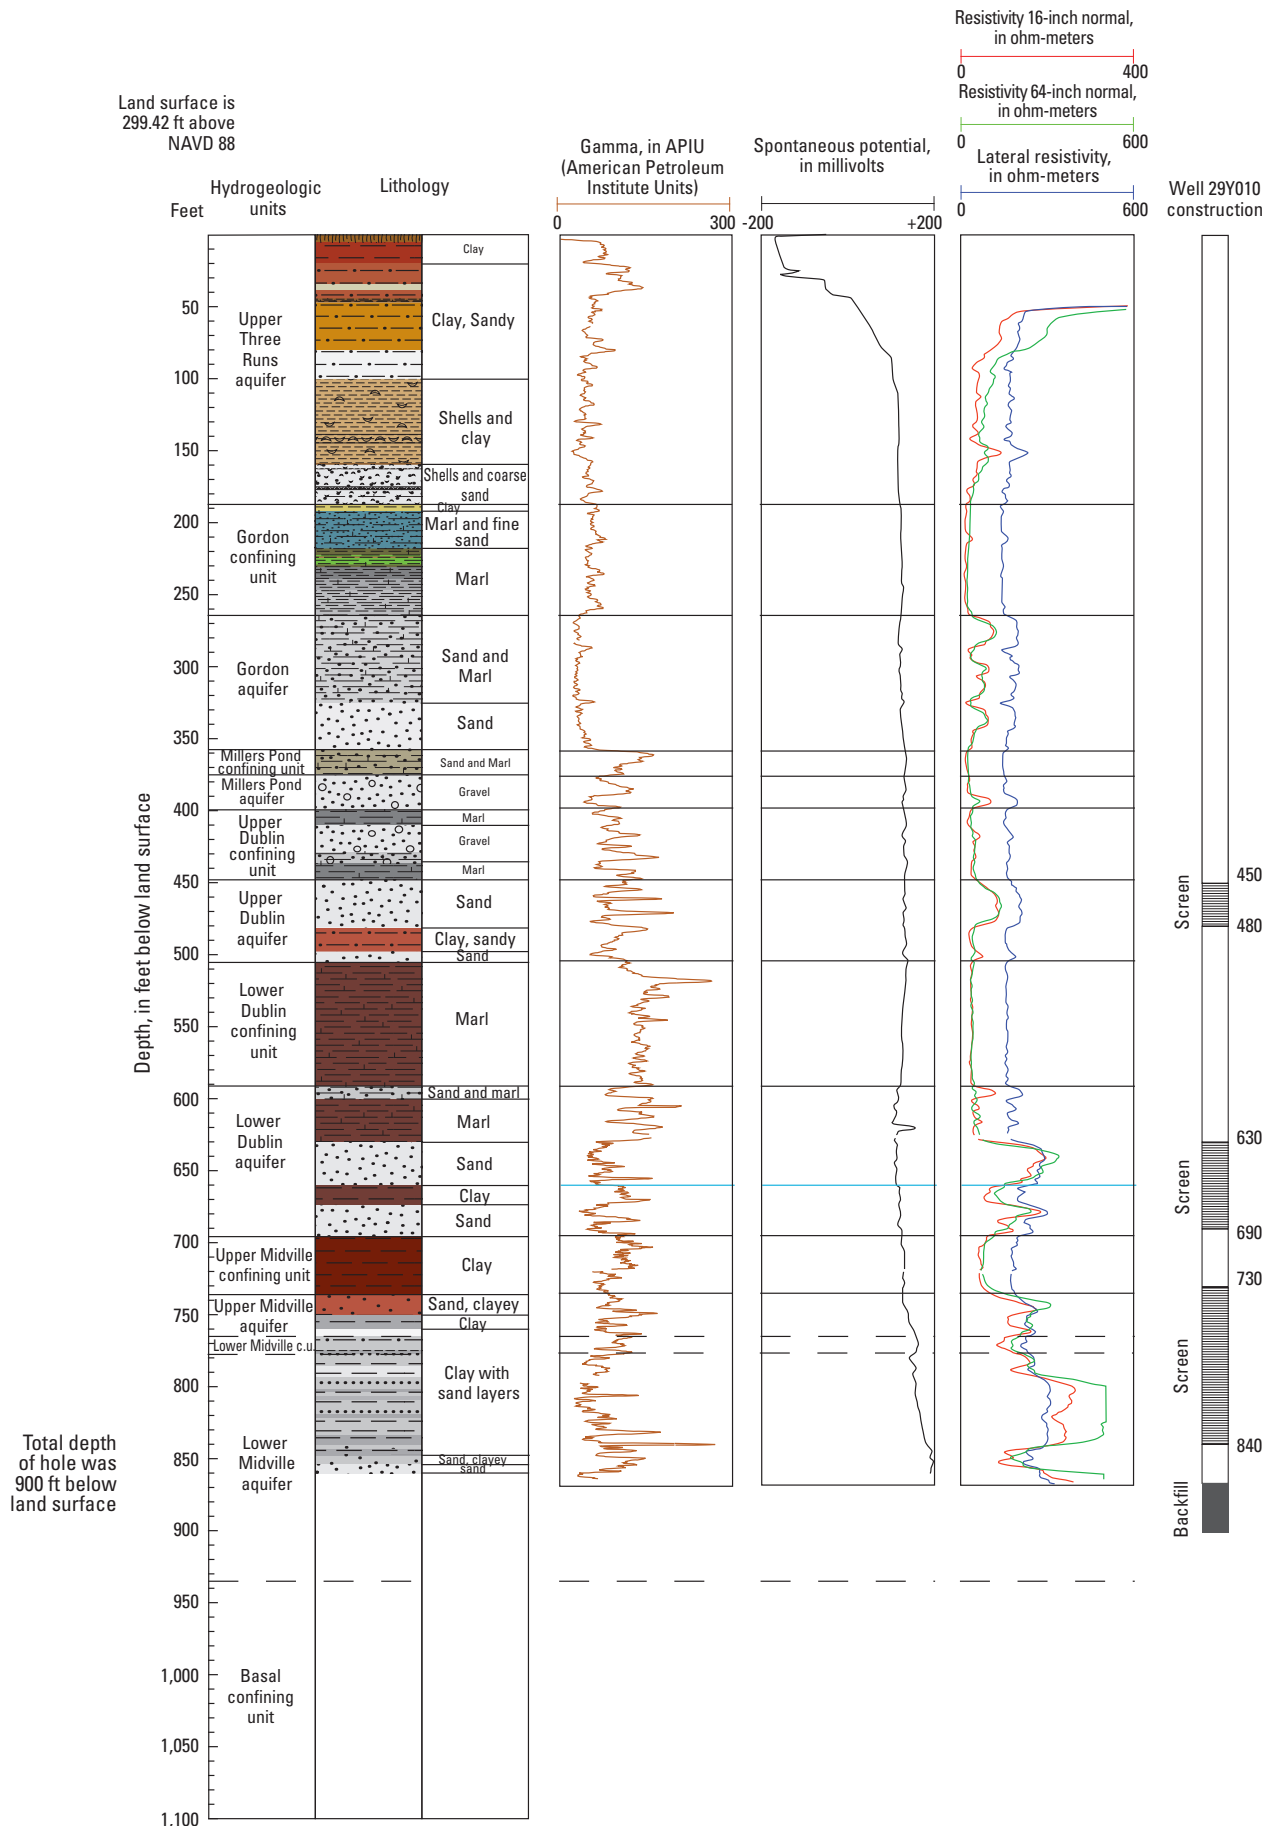 Resistivity 16-inch normal,
in ohm-meters
0 400
Resistivity 64-inch normal,
in ohm-meters
0 600
Lateral resistivity,
in ohm-meters
0 600
Land surface is
299.42 ft above
NAVD 88
Gamma, in APIU
(American Petroleum
Institute Units)
0 300
Spontaneous potential,
in millivolts
-200 +200
Well 29Y010
construction
Feet
Hydrogeologic
units
Lithology
Depth, in feet below land surface
50
100
150
200
250
300
350
400
450
500
550
600
650
700
750
800
850
900
950
1,000
1,050
1,100
Upper
Three
Runs
aquifer
Gordon
confining
unit
Gordon
aquifer
Millers Pond
confining unit
Millers Pond
aquifer
Upper
Dublin
confining
unit
Upper
Dublin
aquifer
Lower
Dublin
confining
unit
Lower
Dublin
aquifer
Upper Midville
confining unit
Upper Midville
aquifer
Lower Midville c.u.
Lower
Midville
aquifer
Basal
confining
unit
Clay
Clay, Sandy
Shells and
clay
Shells and coarse
sand
Clay
Marl and fine
sand
Marl
Sand and
Marl
Sand
Sand and Marl
Gravel
Marl
Gravel
Marl
Sand
Clay, sandy
Sand
Marl
Sand and marl
Marl
Sand
Clay
Sand
Clay
Sand, clayey
Clay
Clay with
sand layers
Sand, clayey
sand
Screen
450
480
Screen
630
690
Screen
730
840
Backfill
Total depth
of hole was
900 ft below
land surface